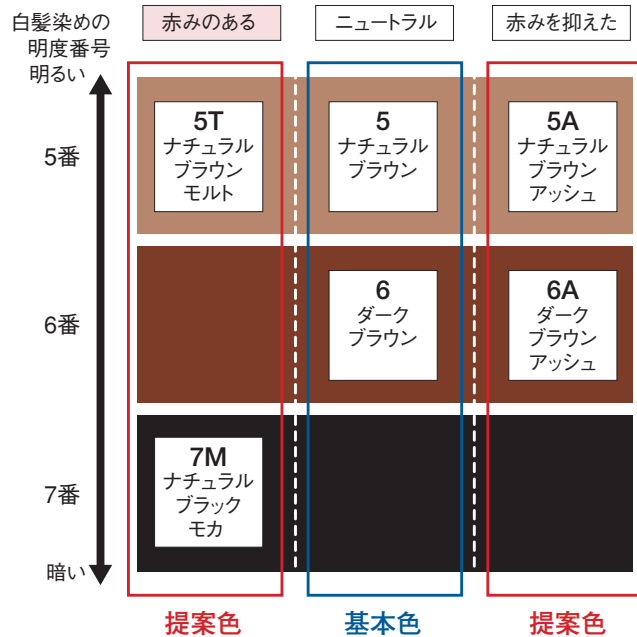 白髪染めの
明度番号
明るい
赤みのある
ニュートラル
赤みを抑えた
5番
5T
ナチュラル
ブラウン
モルト
5
ナチュラル
ブラウン
5A
ナチュラル
ブラウン
アッシュ
6番
6
ダーク
ブラウン
6A
ダーク
ブラウン
アッシュ
7番
7M
ナチュラル
ブラック
モカ
暗い
提案色
基本色
提案色